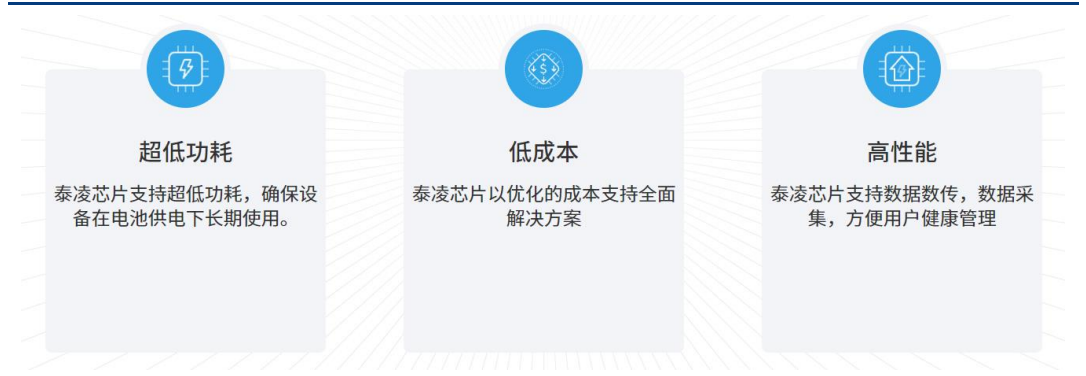 超低功耗
泰凌芯片支持超低功耗，确保设
备在电池供电下长期使用。
低成本
泰凌芯片以优化的成本支持全面
解决方案
高性能
泰凌芯片支持数据数传，数据采
集，方便用户健康管理